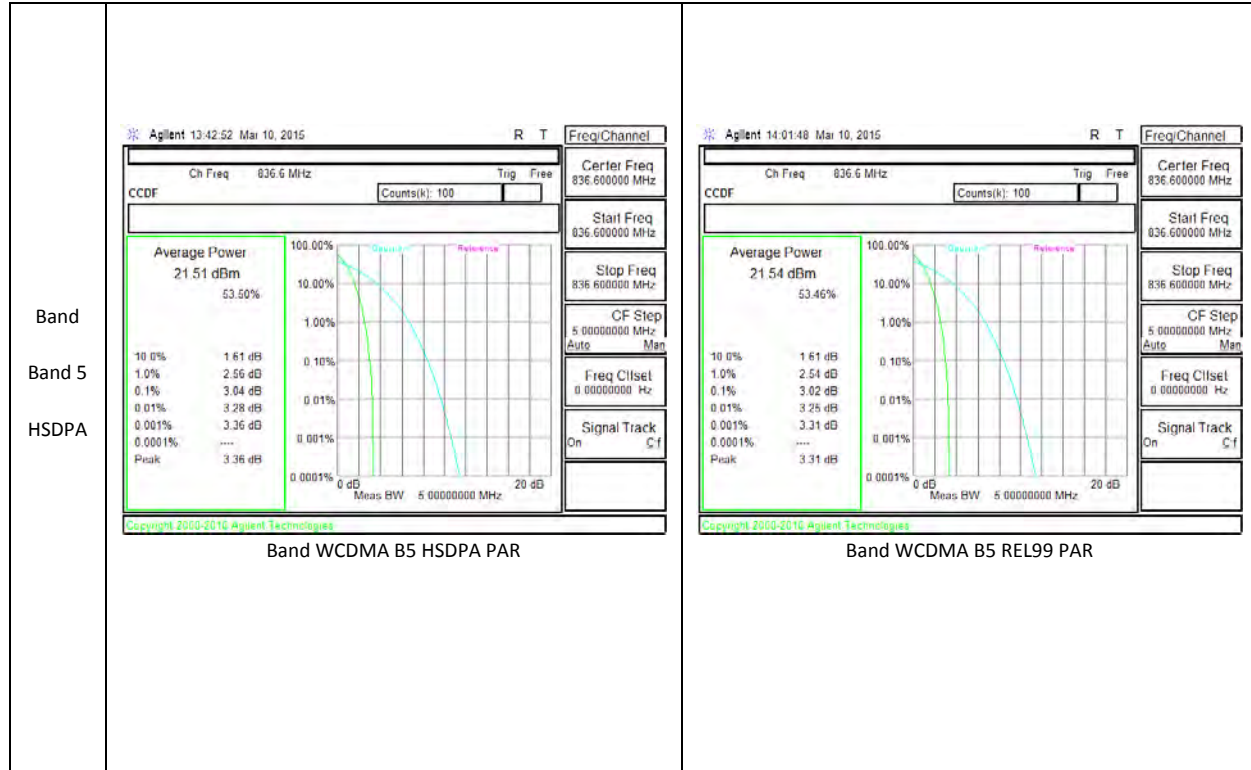 Band
Band 5
HSDPA
Agilent 13:42:52 Mar 10, 2015 R T
Ch Freq 836.6 MHz Trig Free
CCDF Counts(k): 100
Average Power
21.51 dBm
53.50%
10.0% 1.61 dB
1.0% 2.56 dB
0.1% 3.04 dB
0.01% 3.28 dB
0.001% 3.36 dB
0.0001% ----
Peak 3.36 dB
100.00%
10.00%
1.00%
0.10%
0.01%
0.001%
0.0001%
Gaussian Reference
0 dB 20 dB
Meas BW 5.00000000 MHz
Freq/Channel
Center Freq
836.600000 MHz
Start Freq
836.600000 MHz
Stop Freq
836.600000 MHz
CF Step
5.00000000 MHz
Auto Man
Freq Offset
0.00000000 Hz
Signal Track
On Off
Copyright 2000-2010 Agilent Technologies
Band WCDMA B5 HSDPA PAR
Agilent 14:01:48 Mar 10, 2015 R T
Ch Freq 836.6 MHz Trig Free
CCDF Counts(k): 100
Average Power
21.54 dBm
53.46%
10.0% 1.61 dB
1.0% 2.54 dB
0.1% 3.02 dB
0.01% 3.25 dB
0.001% 3.31 dB
0.0001% ----
Peak 3.31 dB
100.00%
10.00%
1.00%
0.10%
0.01%
0.001%
0.0001%
Gaussian Reference
0 dB 20 dB
Meas BW 5.00000000 MHz
Freq/Channel
Center Freq
836.600000 MHz
Start Freq
836.600000 MHz
Stop Freq
836.600000 MHz
CF Step
5.00000000 MHz
Auto Man
Freq Offset
0.00000000 Hz
Signal Track
On Off
Copyright 2000-2010 Agilent Technologies
Band WCDMA B5 REL99 PAR